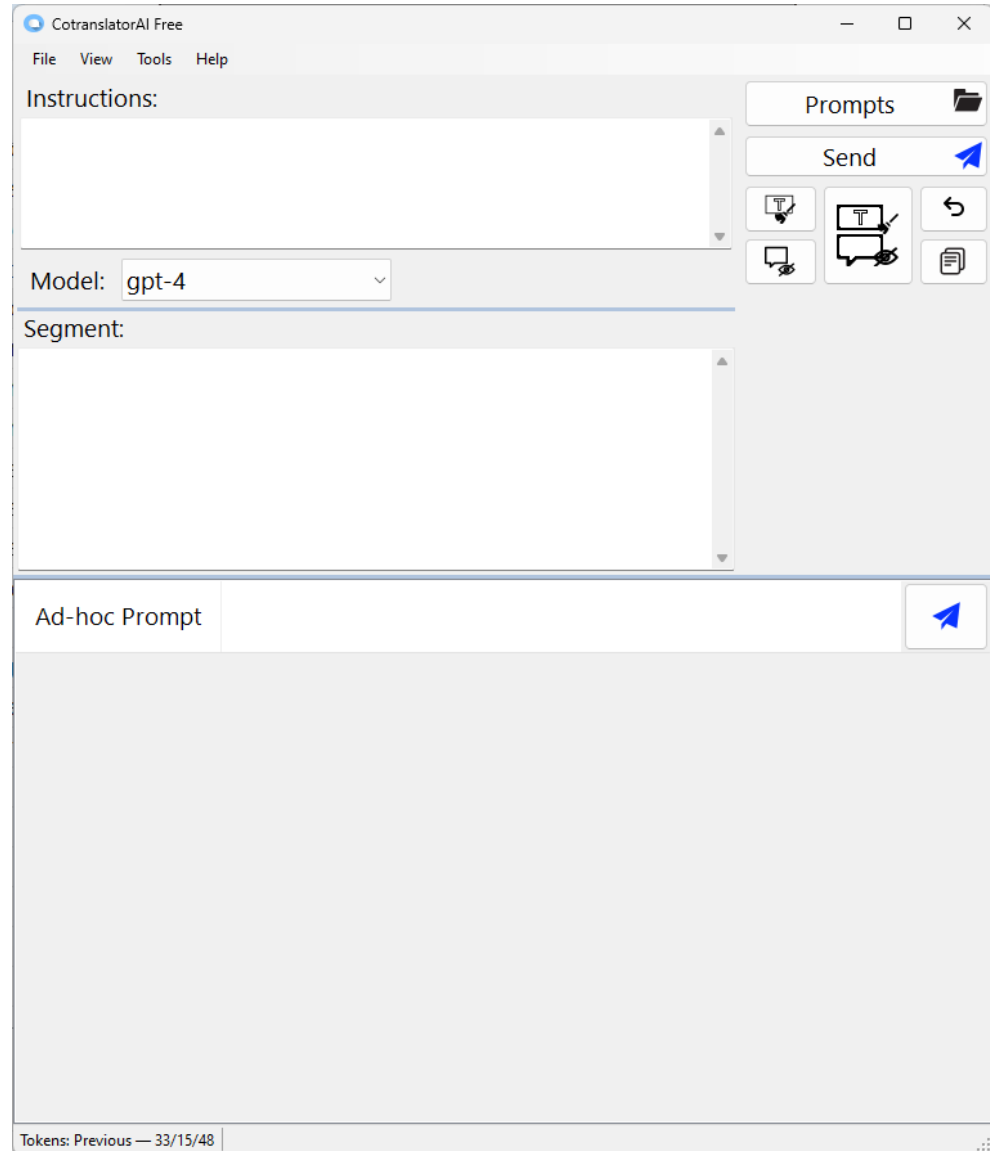 CotranslatorAI Free
File View Tools Help
Instructions:
Prompts
Send
T
T
Model: gpt-4
Segment:
Ad-hoc Prompt
Tokens: Previous — 33/15/48